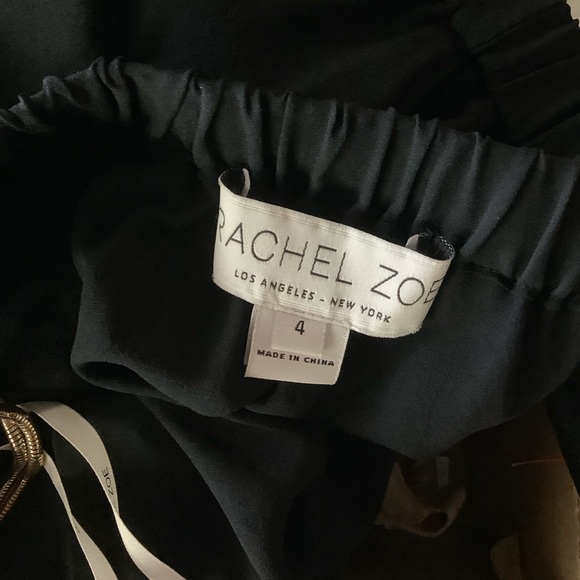 RACHEL ZOE
LOS ANGELES - NEW YORK
4
MADE IN CHINA
ZOE